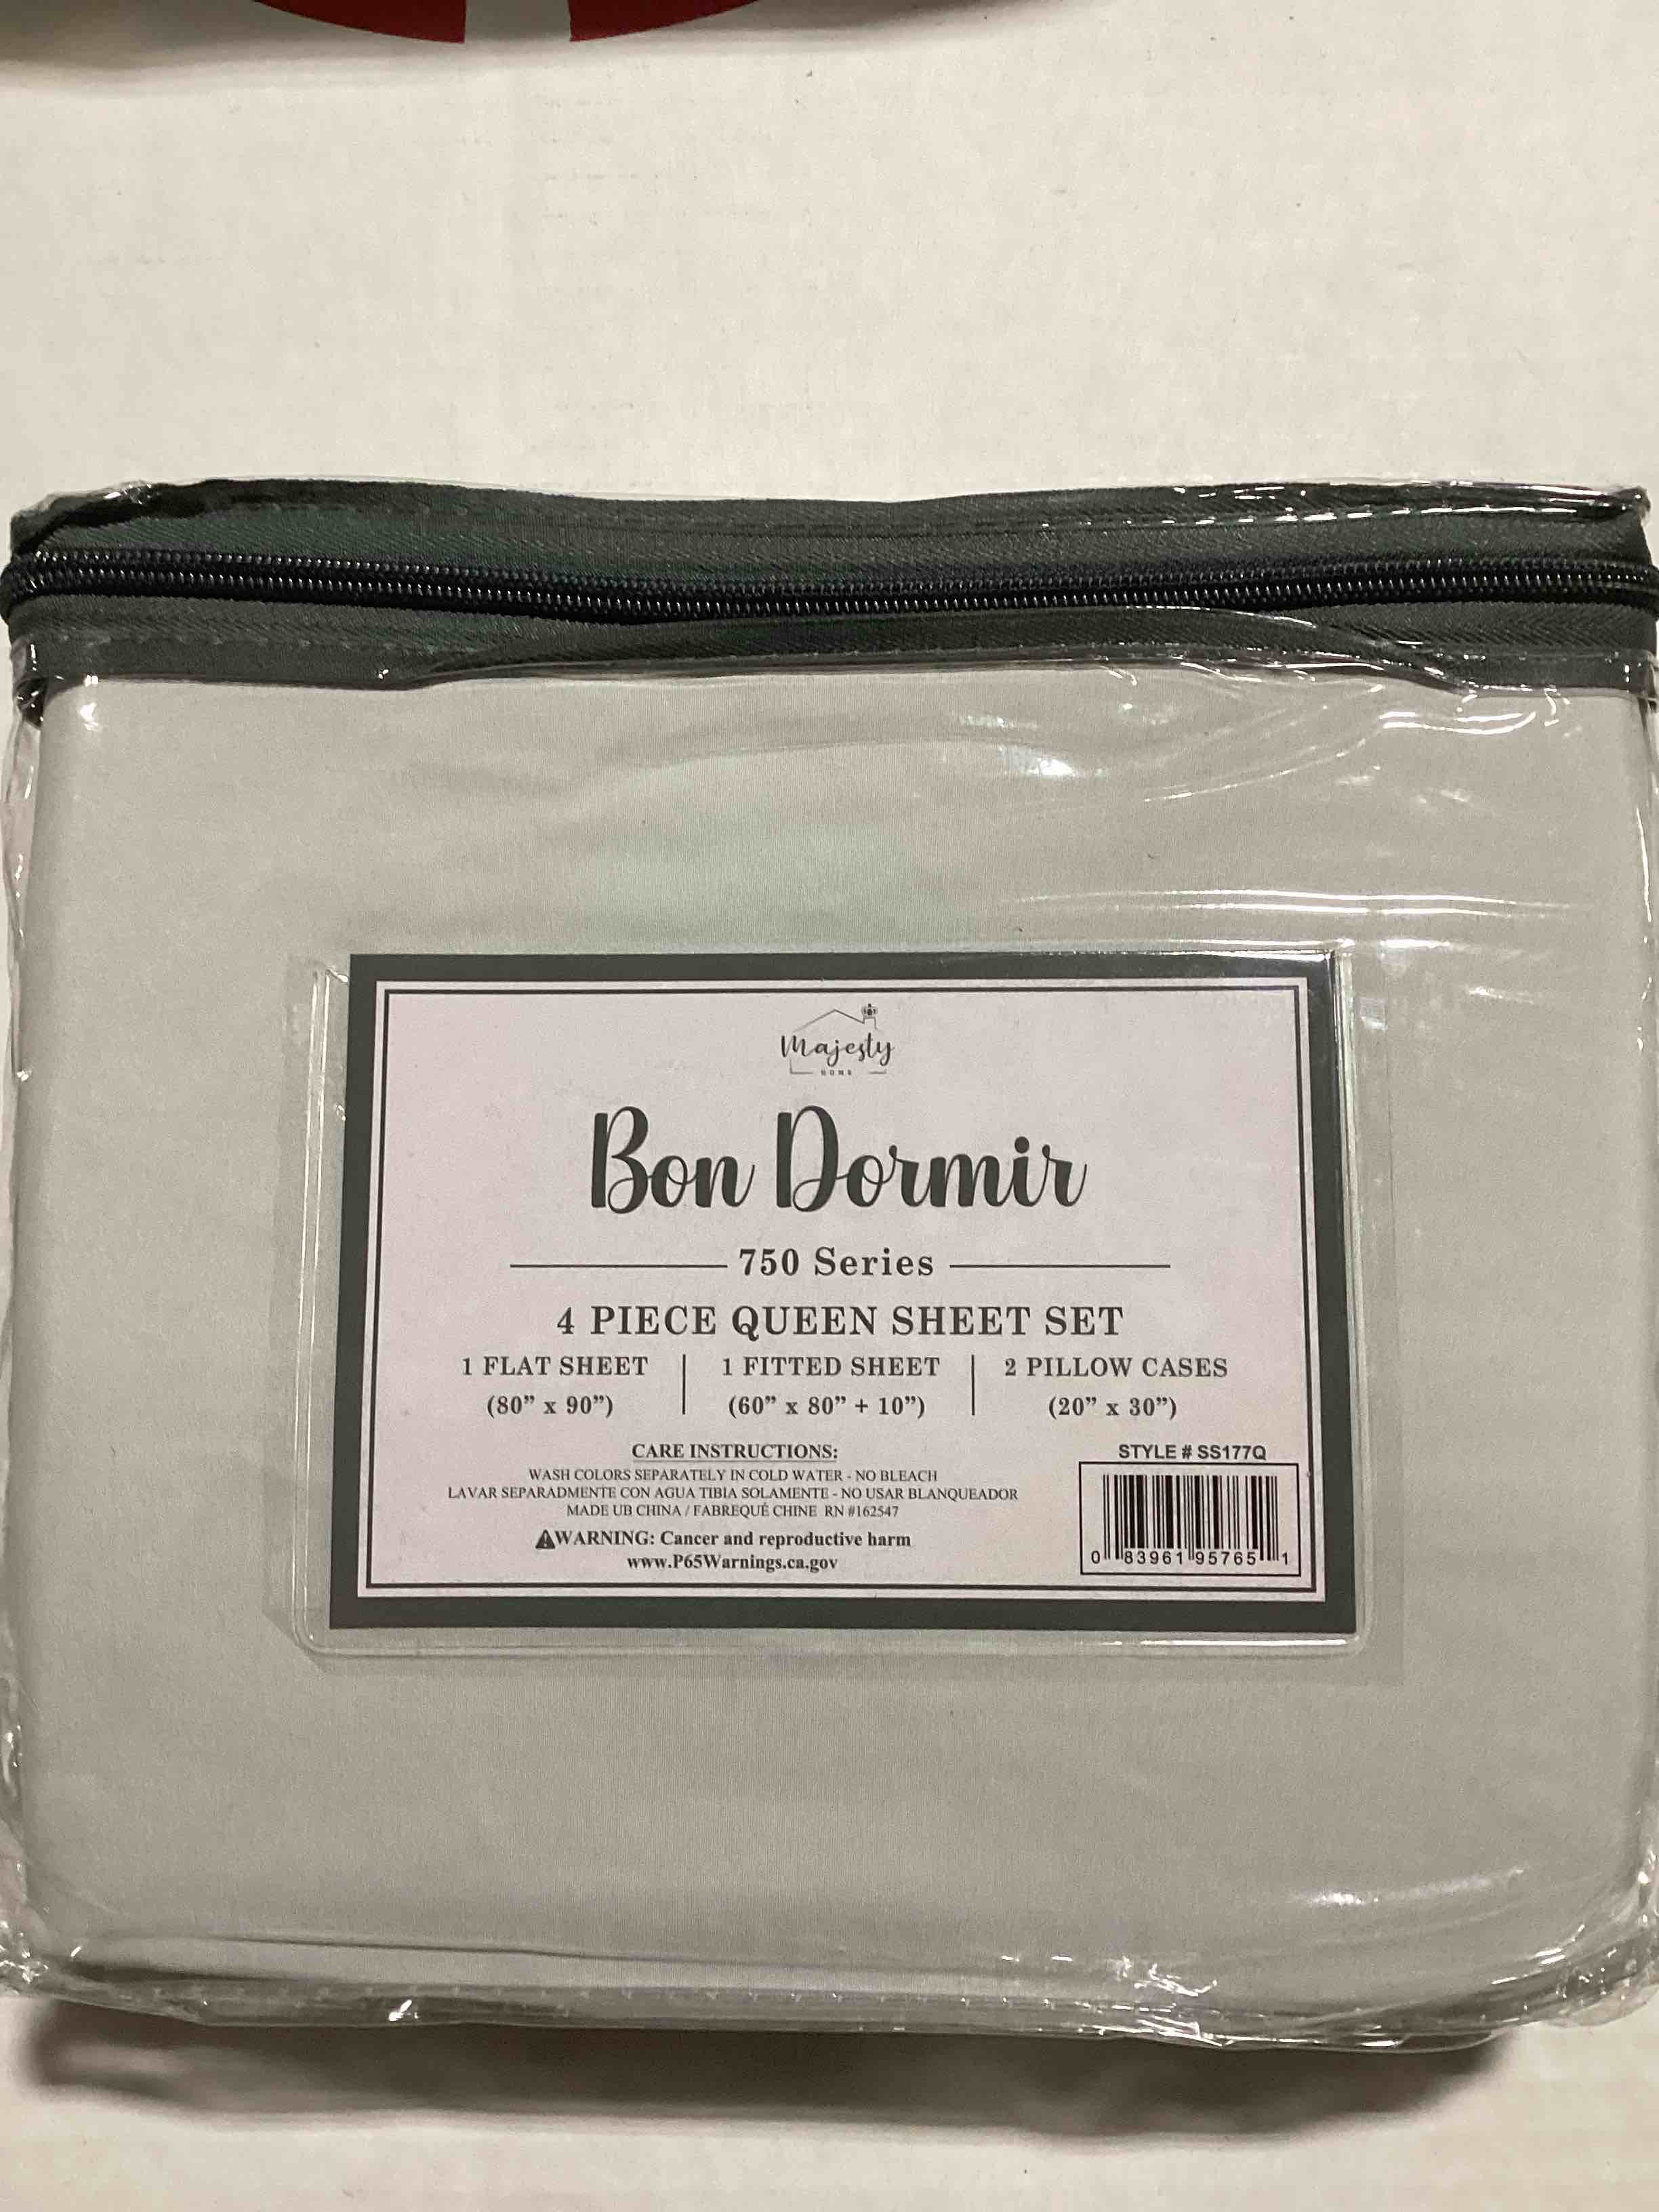 Majesty
HOME
Bon Dormir
750 Series
4 PIECE QUEEN SHEET SET
1 FLAT SHEET
(80” x 90”)
1 FITTED SHEET
(60” x 80” + 10”)
2 PILLOW CASES
(20” x 30”)
CARE INSTRUCTIONS:
WASH COLORS SEPARATELY IN COLD WATER - NO BLEACH
LAVAR SEPARADMENTE CON AGUA TIBIA SOLAMENTE - NO USAR BLANQUEADOR
MADE UB CHINA / FABREQUÉ CHINE RN #162547
⚠WARNING: Cancer and reproductive harm
www.P65Warnings.ca.gov
STYLE # SS177Q
0 83961 95765 1